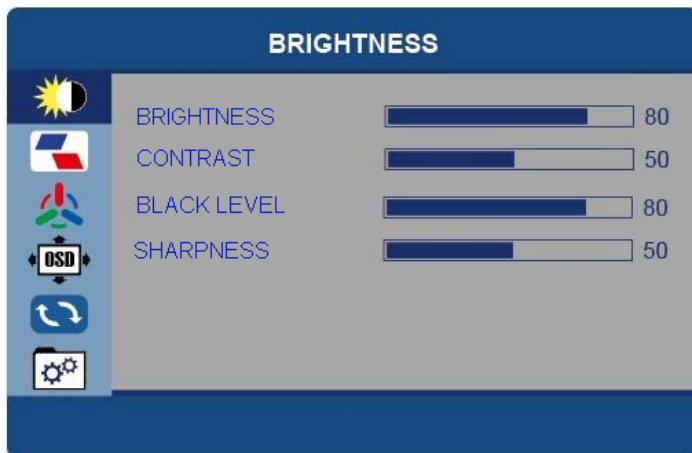 BRIGHTNESS
BRIGHTNESS 80
CONTRAST 50
BLACK LEVEL 80
SHARPNESS 50
OSD